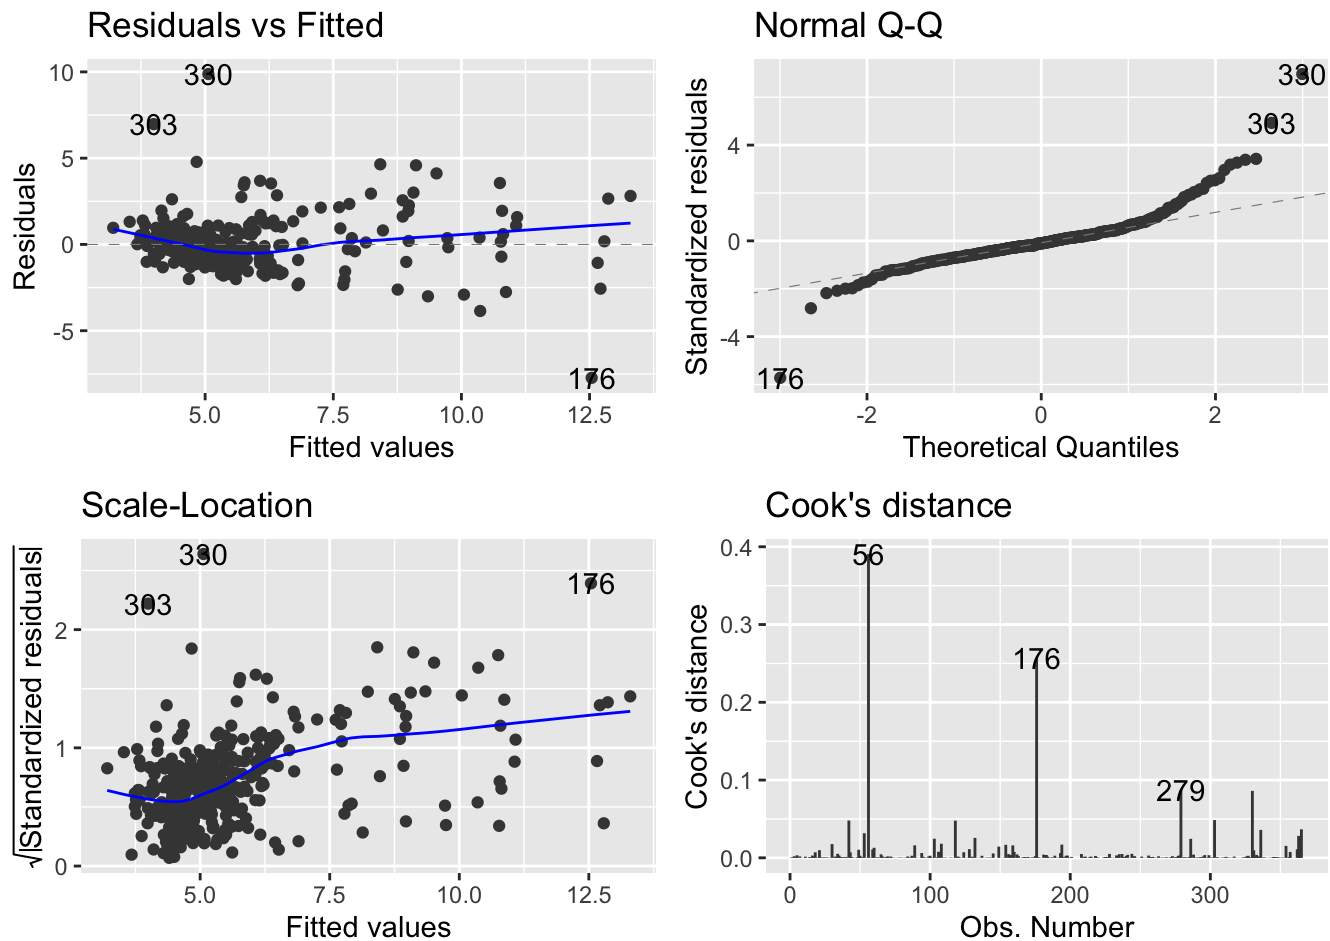 Residuals vs Fitted
Residuals
10
5
0
-5
330
303
176
5.0 7.5 10.0 12.5
Fitted values
Normal Q-Q
Standardized residuals
4
0
-4
330
303
176
-2 0 2
Theoretical Quantiles
Scale-Location
√|Standardized residuals|
2
1
0
330
176
303
5.0 7.5 10.0 12.5
Fitted values
Cook's distance
Cook's distance
0.4
0.3
0.2
0.1
0.0
56
176
279
0 100 200 300
Obs. Number